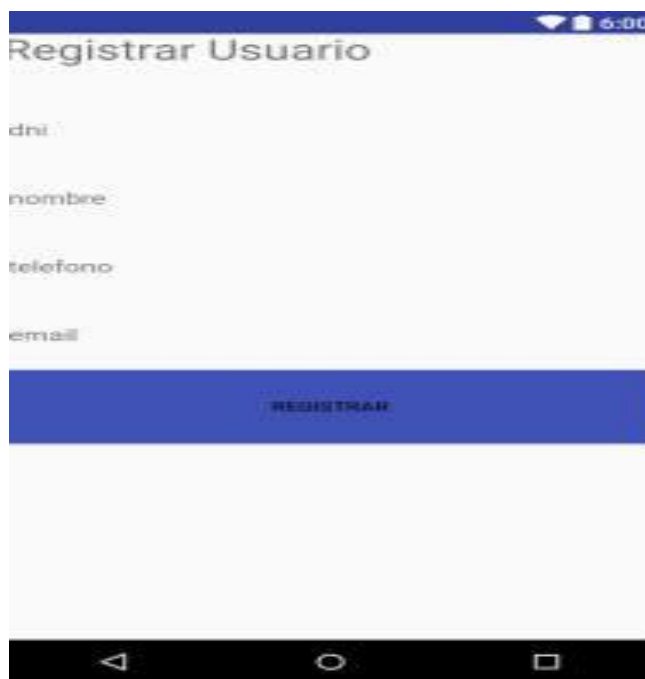 6:00
Registrar Usuario
dni
nombre
telefono
email
REGISTRAR